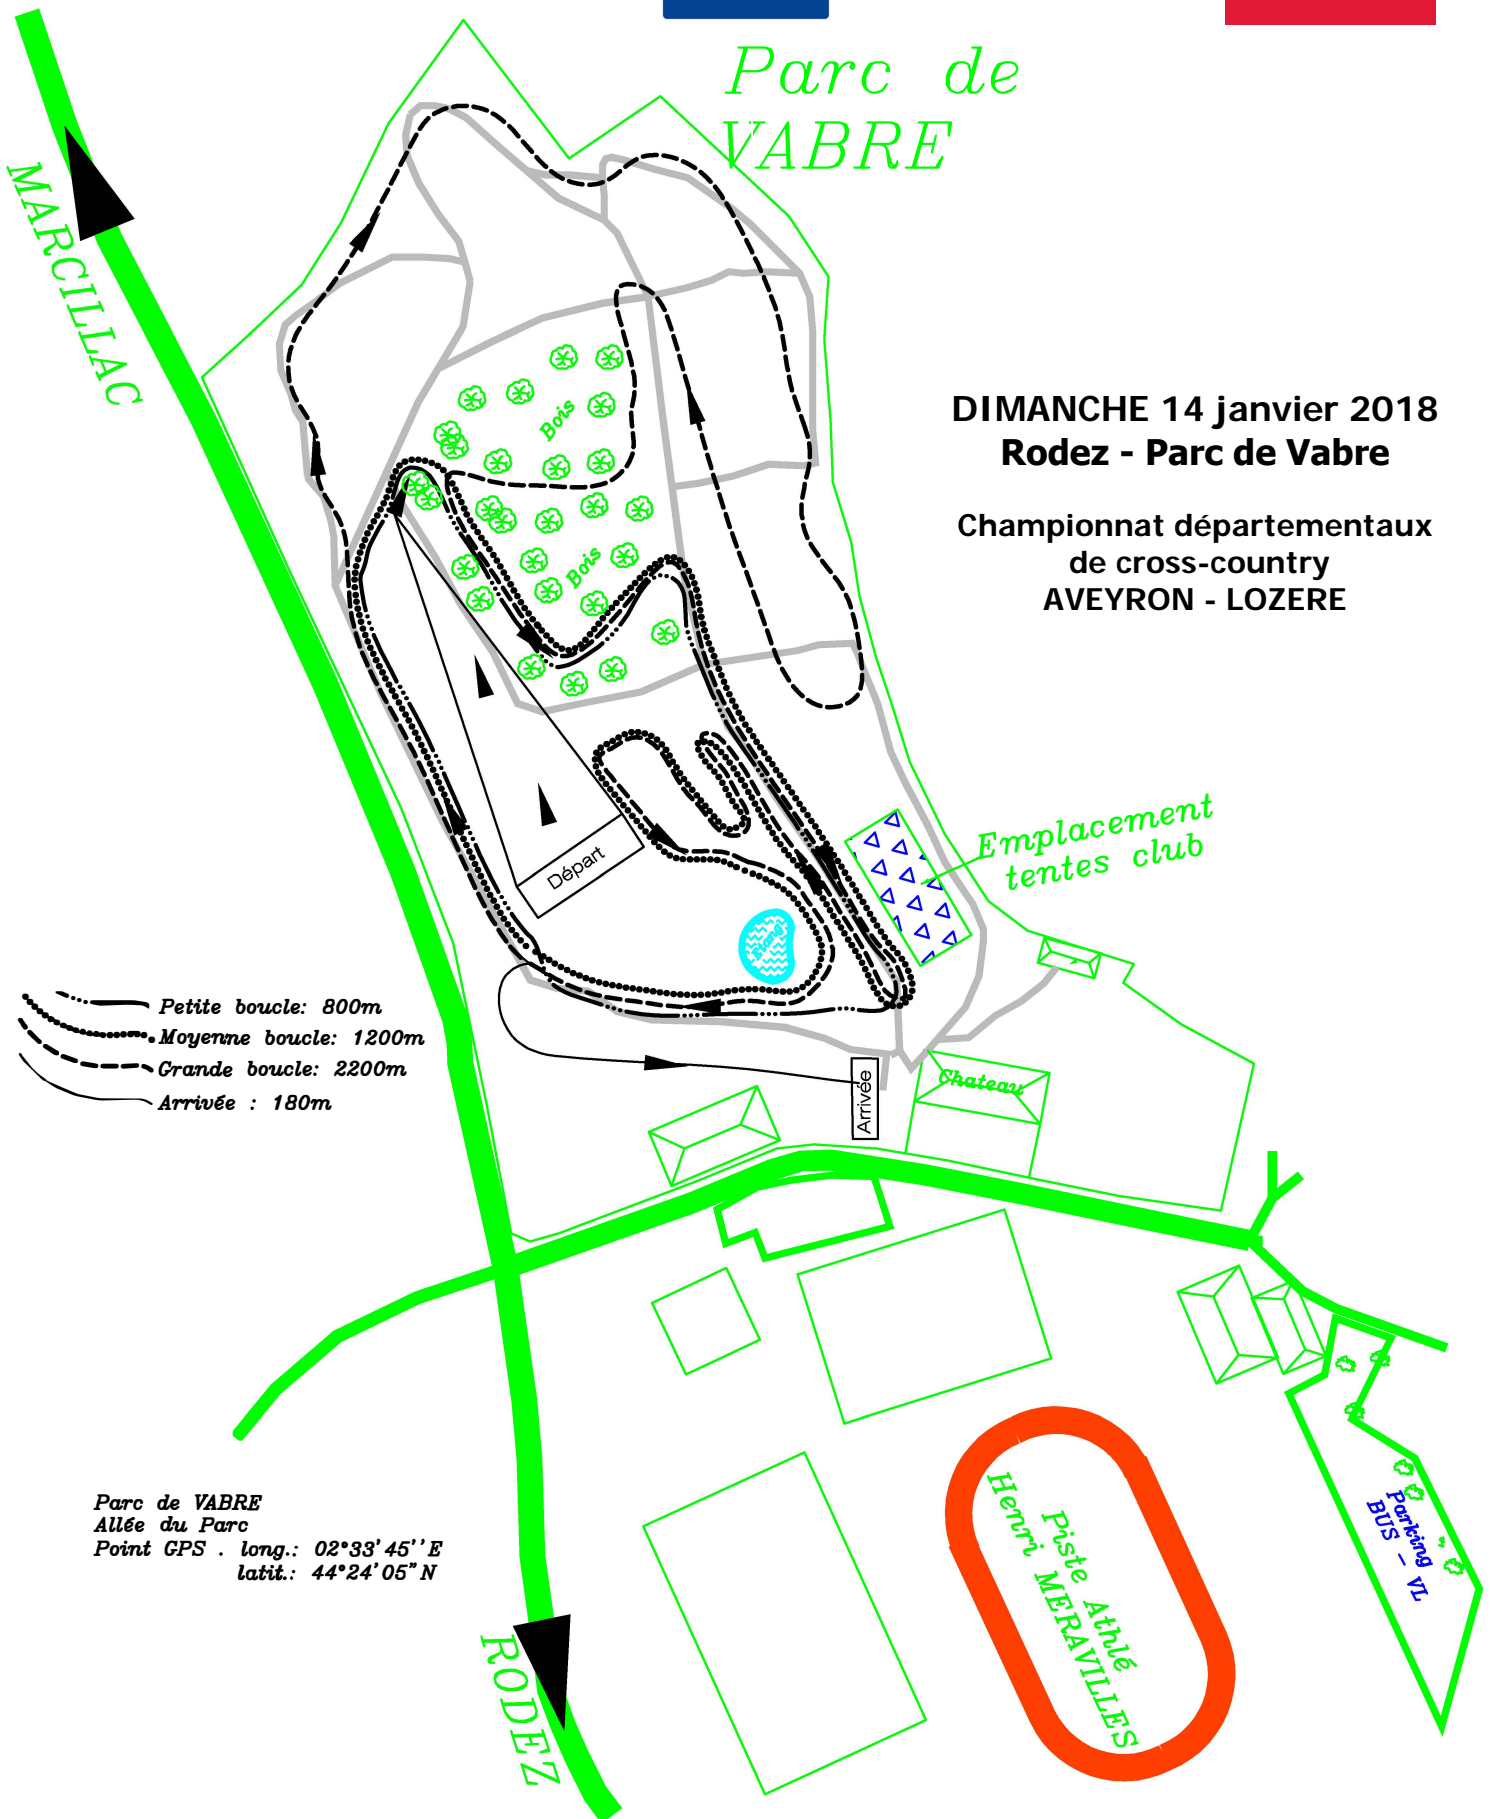 Parc de
VABRE
MARCILLAC
DIMANCHE 14 janvier 2018
Rodez - Parc de Vabre
Championnat départementaux
de cross-country
AVEYRON - LOZERE
Bois
Bois
Emplacement
tentes club
Départ
Etang
Petite boucle: 800m
Moyenne boucle: 1200m
Grande boucle: 2200m
Arrivée : 180m
Arrivée
Chateau
Parc de VABRE
Allée du Parc
Point GPS . long.: 02°33'45''E
latit.: 44°24'05"N
Piste Athlé
Henri MERAVILLES
Parking
BUS - VL
RODEZ